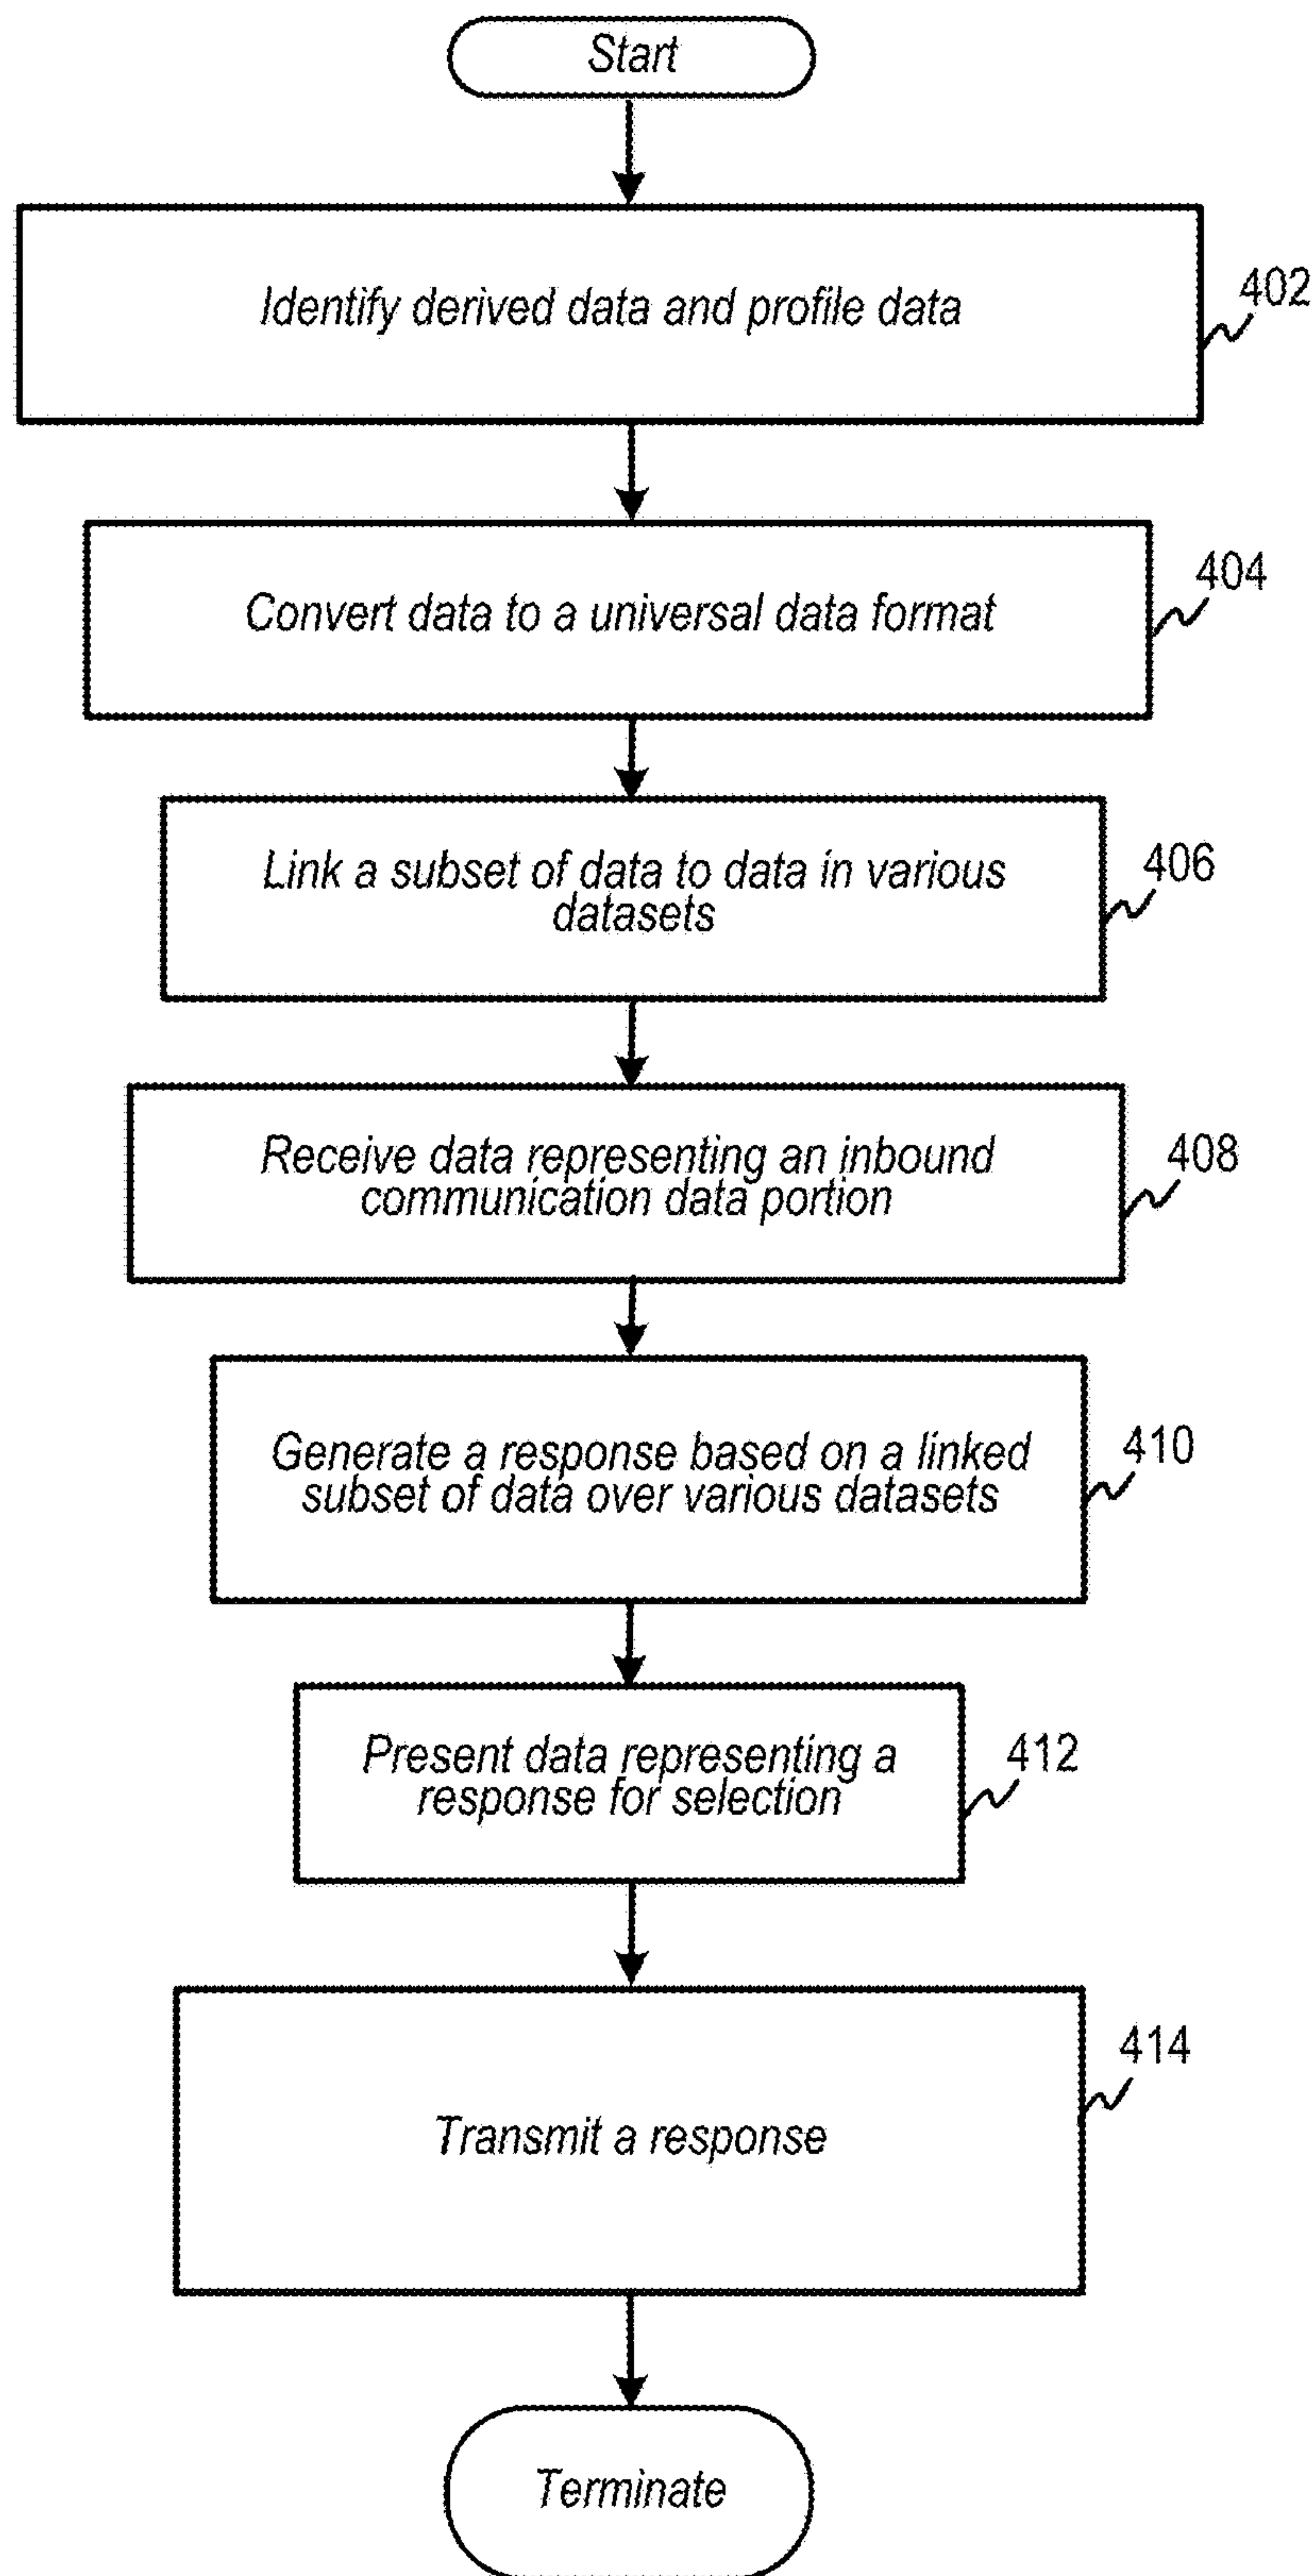 Start
Identify derived data and profile data
402
Convert data to a universal data format
404
Link a subset of data to data in various
datasets
406
Receive data representing an inbound
communication data portion
408
Generate a response based on a linked
subset of data over various datasets
410
Present data representing a
response for selection
412
Transmit a response
414
Terminate